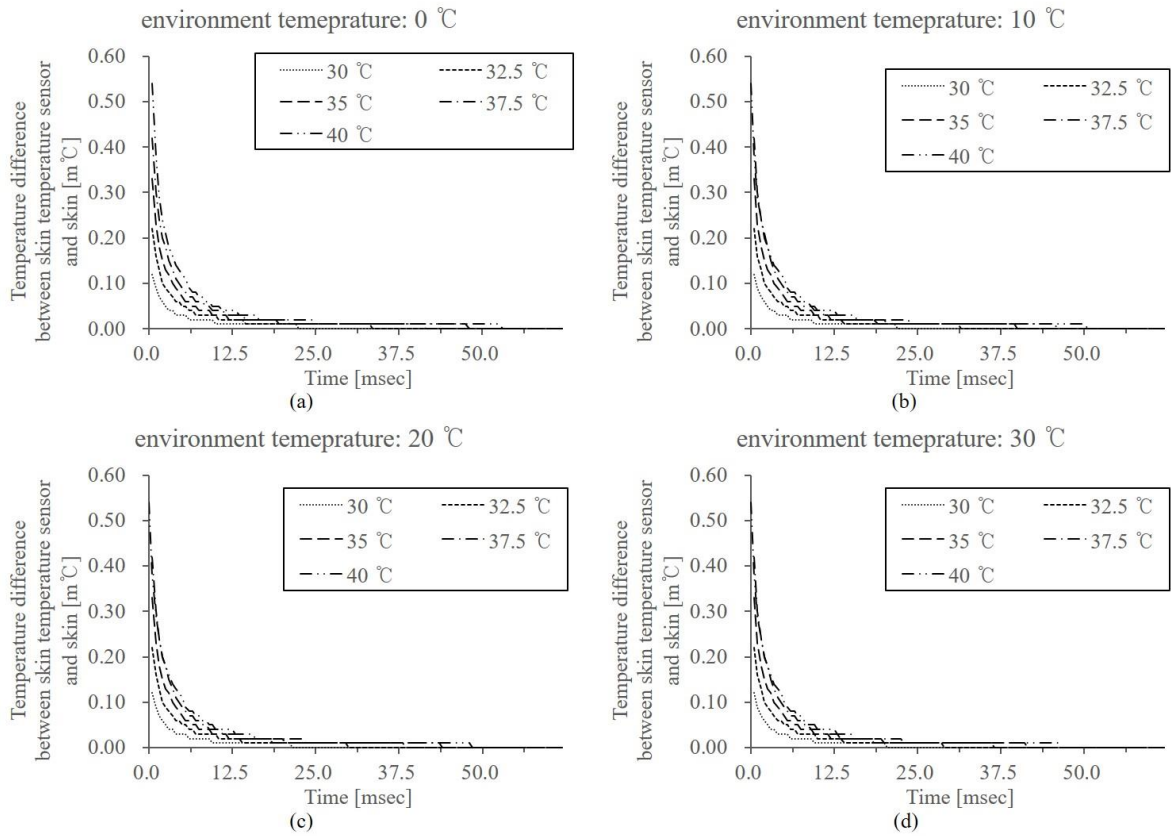 environment temeprature: 0 ℃
Temperature difference
between skin temperature sensor
and skin [m℃]
0.60
0.50
0.40
0.30
0.20
0.10
0.00
30 ℃ 32.5 ℃
35 ℃ 37.5 ℃
40 ℃
0.0 12.5 25.0 37.5 50.0
Time [msec]
(a)
environment temeprature: 10 ℃
Temperature difference
between skin temperature sensor
and skin [m℃]
0.60
0.50
0.40
0.30
0.20
0.10
0.00
30 ℃ 32.5 ℃
35 ℃ 37.5 ℃
40 ℃
0.0 12.5 25.0 37.5 50.0
Time [msec]
(b)
environment temeprature: 20 ℃
Temperature difference
between skin temperature sensor
and skin [m℃]
0.60
0.50
0.40
0.30
0.20
0.10
0.00
30 ℃ 32.5 ℃
35 ℃ 37.5 ℃
40 ℃
0.0 12.5 25.0 37.5 50.0
Time [msec]
(c)
environment temeprature: 30 ℃
Temperature difference
between skin temperature sensor
and skin [m℃]
0.60
0.50
0.40
0.30
0.20
0.10
0.00
30 ℃ 32.5 ℃
35 ℃ 37.5 ℃
40 ℃
0.0 12.5 25.0 37.5 50.0
Time [msec]
(d)